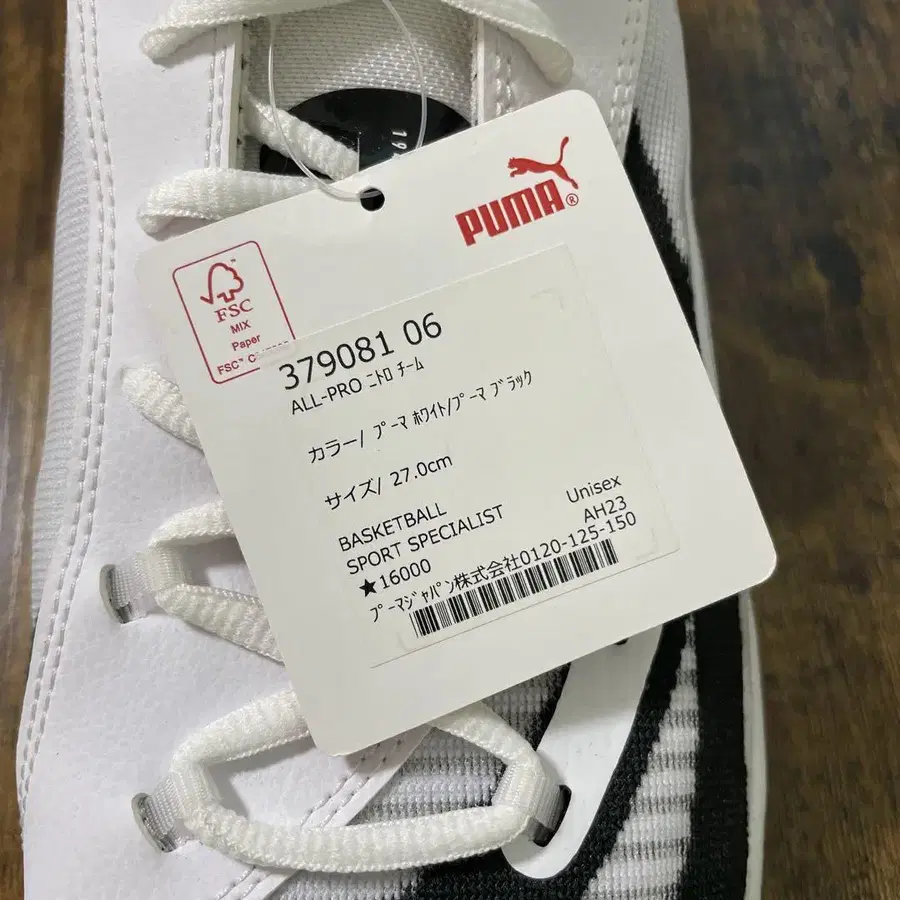 19
PUMA®
FSC
MIX
Paper
FSC™
379081 06
ALL-PRO ニトロ チーム
カラー/ プーマ ホワイト/プーマ ブラック
サイズ/ 27.0cm
BASKETBALL Unisex
SPORT SPECIALIST AH23
★16000
プーマジャパン株式会社0120-125-150